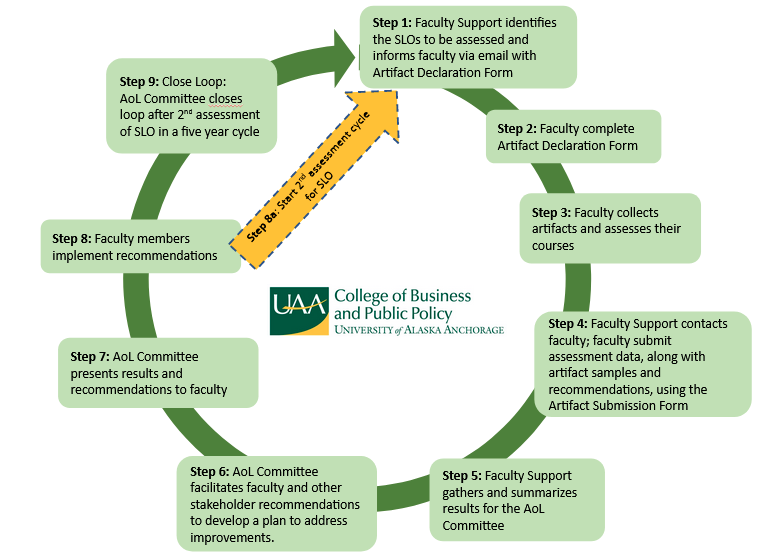 Step 1: Faculty Support identifies
the SLOs to be assessed and
informs faculty via email with
Artifact Declaration Form
Step 2: Faculty complete
Artifact Declaration Form
Step 3: Faculty collects
artifacts and assesses their
courses
Step 4: Faculty Support contacts
faculty; faculty submit
assessment data, along with
artifact samples and
recommendations, using the
Artifact Submission Form
Step 5: Faculty Support
gathers and summarizes
results for the AoL
Committee
Step 6: AoL Committee
facilitates faculty and other
stakeholder recommendations
to develop a plan to address
improvements.
Step 7: AoL Committee
presents results and
recommendations to faculty
Step 8: Faculty members
implement recommendations
Step 8a: Start 2nd assessment cycle
for SLO
Step 9: Close Loop:
AoL Committee closes
loop after 2nd assessment
of SLO in a five year cycle
UAA
College of Business
and Public Policy
UNIVERSITY of ALASKA ANCHORAGE